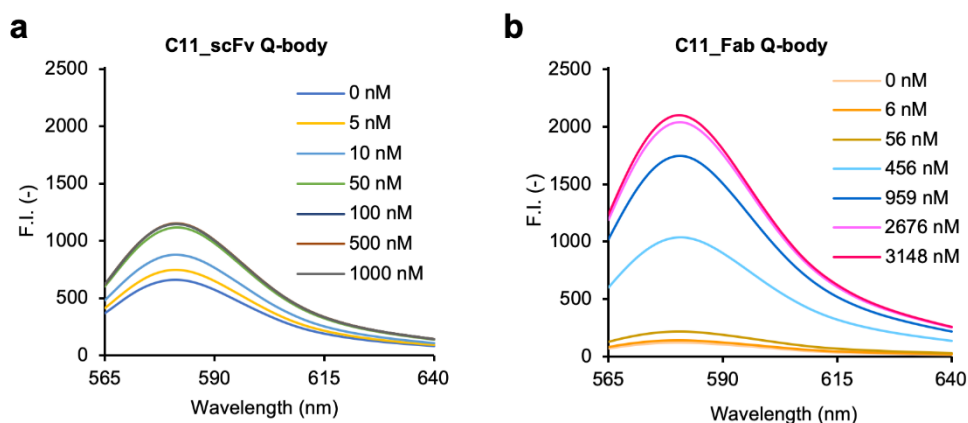 a
C11_scFv Q-body
2500
2000
1500
1000
500
0
F.I. (-)
0 nM
5 nM
10 nM
50 nM
100 nM
500 nM
1000 nM
565
590
615
640
Wavelength (nm)
b
C11_Fab Q-body
2500
2000
1500
1000
500
0
F.I. (-)
0 nM
6 nM
56 nM
456 nM
959 nM
2676 nM
3148 nM
565
590
615
640
Wavelength (nm)